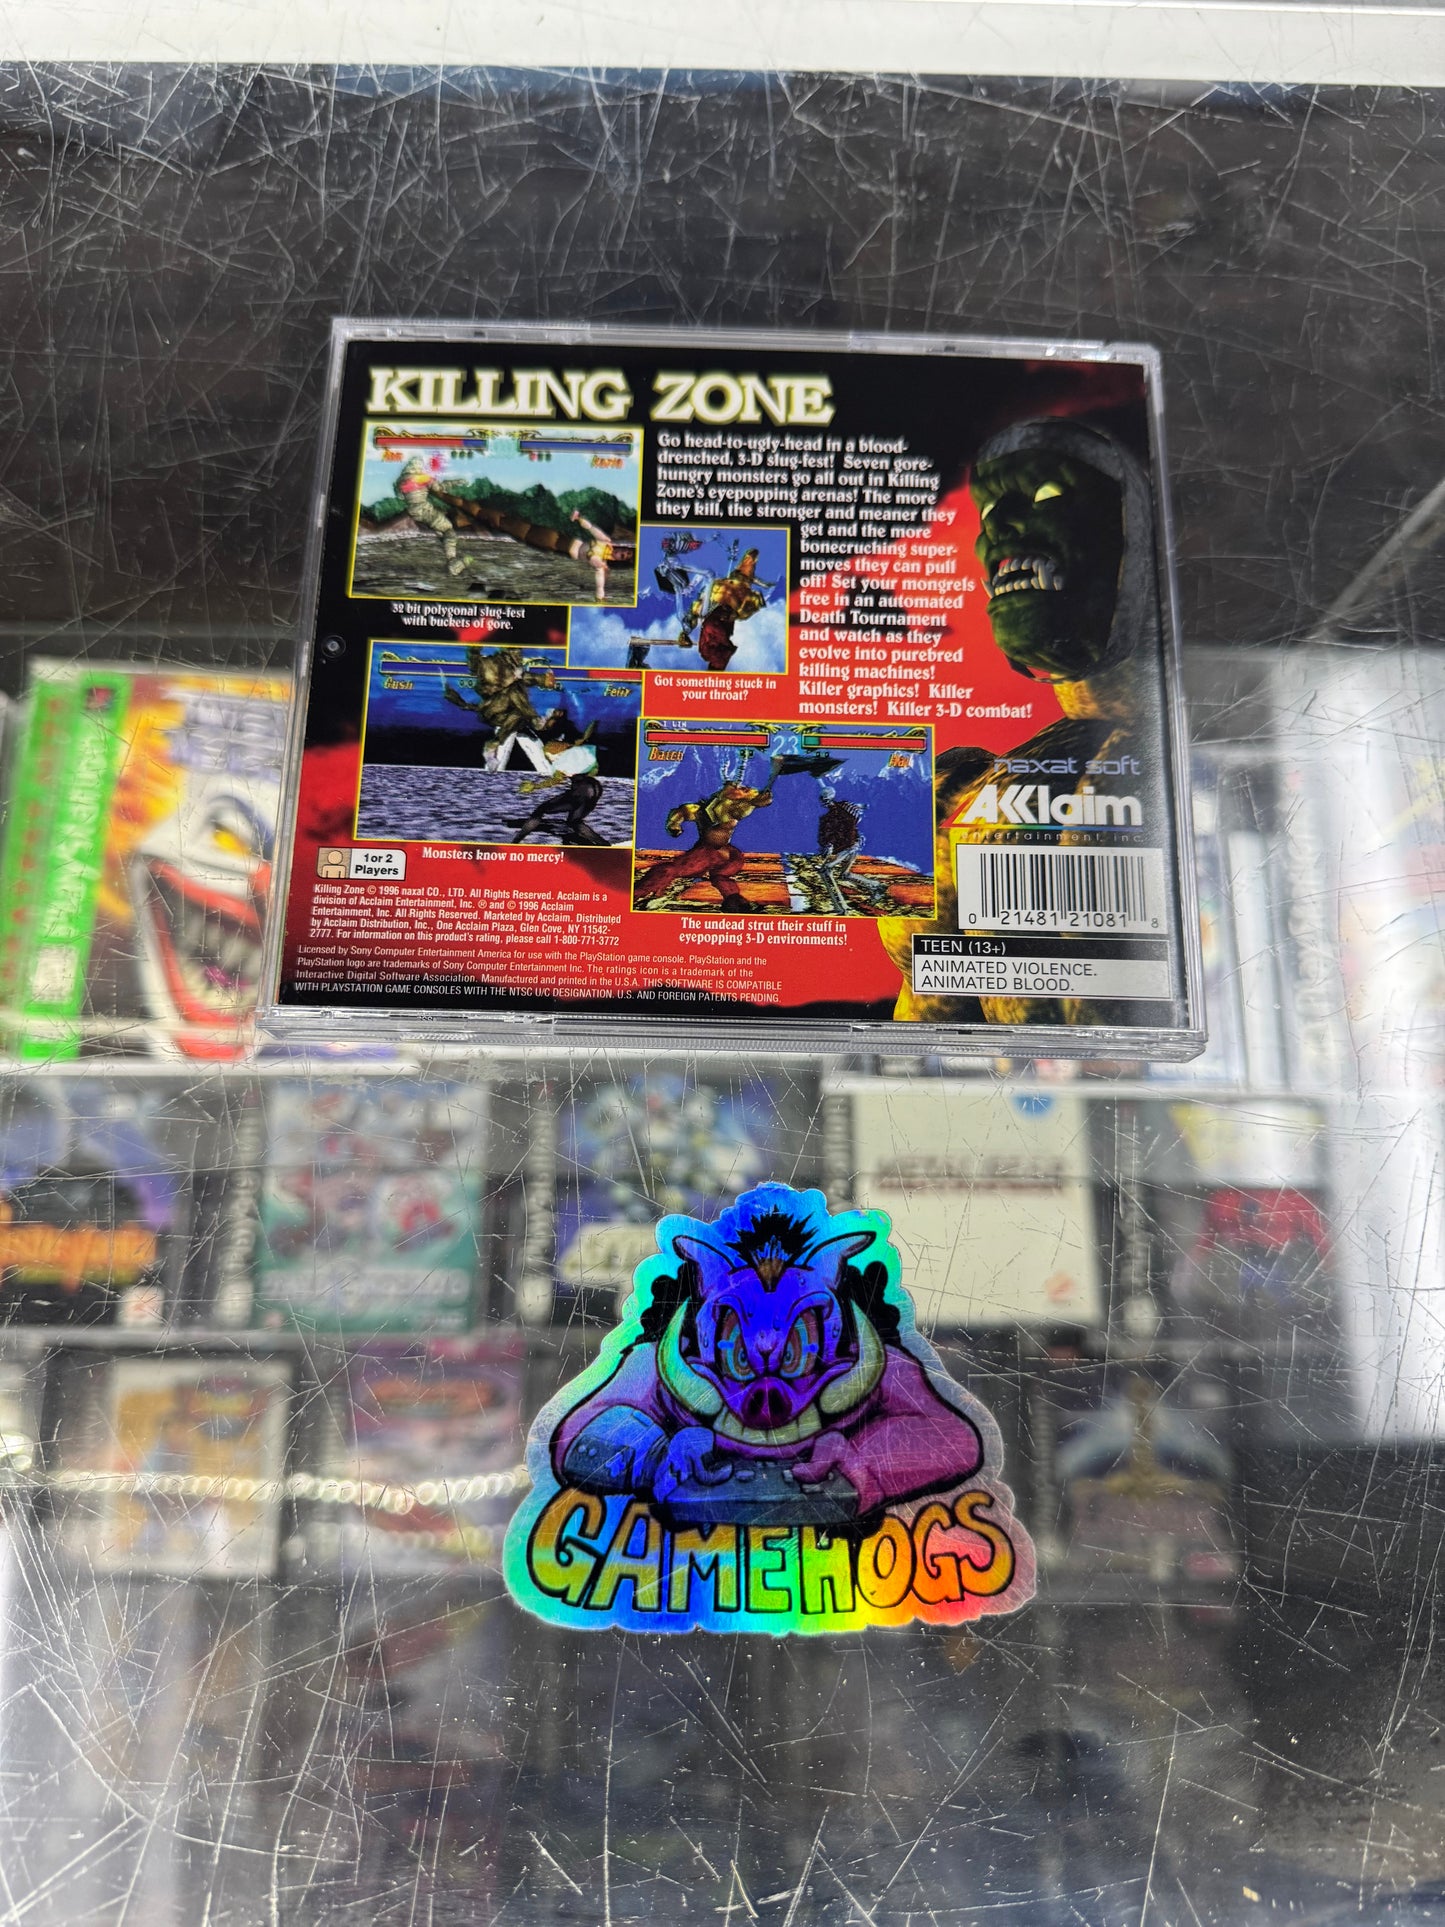 KILLING ZONE
Go head-to-ugly-head in a blood-
drenched, 3-D slug-fest! Seven gore-
hungry monsters go all out in Killing
Zone's eyepopping arenas! The more
they kill, the stronger and meaner they
get and the more
bonecruching super-
moves they can pull
off! Set your mongrels
free in an automated
Death Tournament
and watch as they
evolve into purebred
killing machines!
Killer graphics! Killer
monsters! Killer 3-D combat!
32 bit polygonal slug-fest
with buckets of gore.
Got something stuck in
your throat?
Gush
1 WIN
23
Monsters know no mercy!
The undead strut their stuff in
eyepopping 3-D environments!
naxat soft
AKKlaim
entertainment, inc.
1 or 2
Players
Killing Zone © 1996 naxat CO., LTD. All Rights Reserved. Acclaim is a
division of Acclaim Entertainment, Inc. ® and © 1996 Acclaim
Entertainment, Inc. All Rights Reserved. Marketed by Acclaim. Distributed
by Acclaim Distribution, Inc., One Acclaim Plaza, Glen Cove, NY 11542-
2777. For information on this product's rating, please call 1-800-771-3772
Licensed by Sony Computer Entertainment America for use with the PlayStation game console. PlayStation and the
PlayStation logo are trademarks of Sony Computer Entertainment Inc. The ratings icon is a trademark of the
Interactive Digital Software Association. Manufactured and printed in the U.S.A. THIS SOFTWARE IS COMPATIBLE
WITH PLAYSTATION GAME CONSOLES WITH THE NTSC U/C DESIGNATION. U.S. AND FOREIGN PATENTS PENDING.
0 21481 21081 8
TEEN (13+)
ANIMATED VIOLENCE.
ANIMATED BLOOD.
METAL GEAR
GAMEHOGS